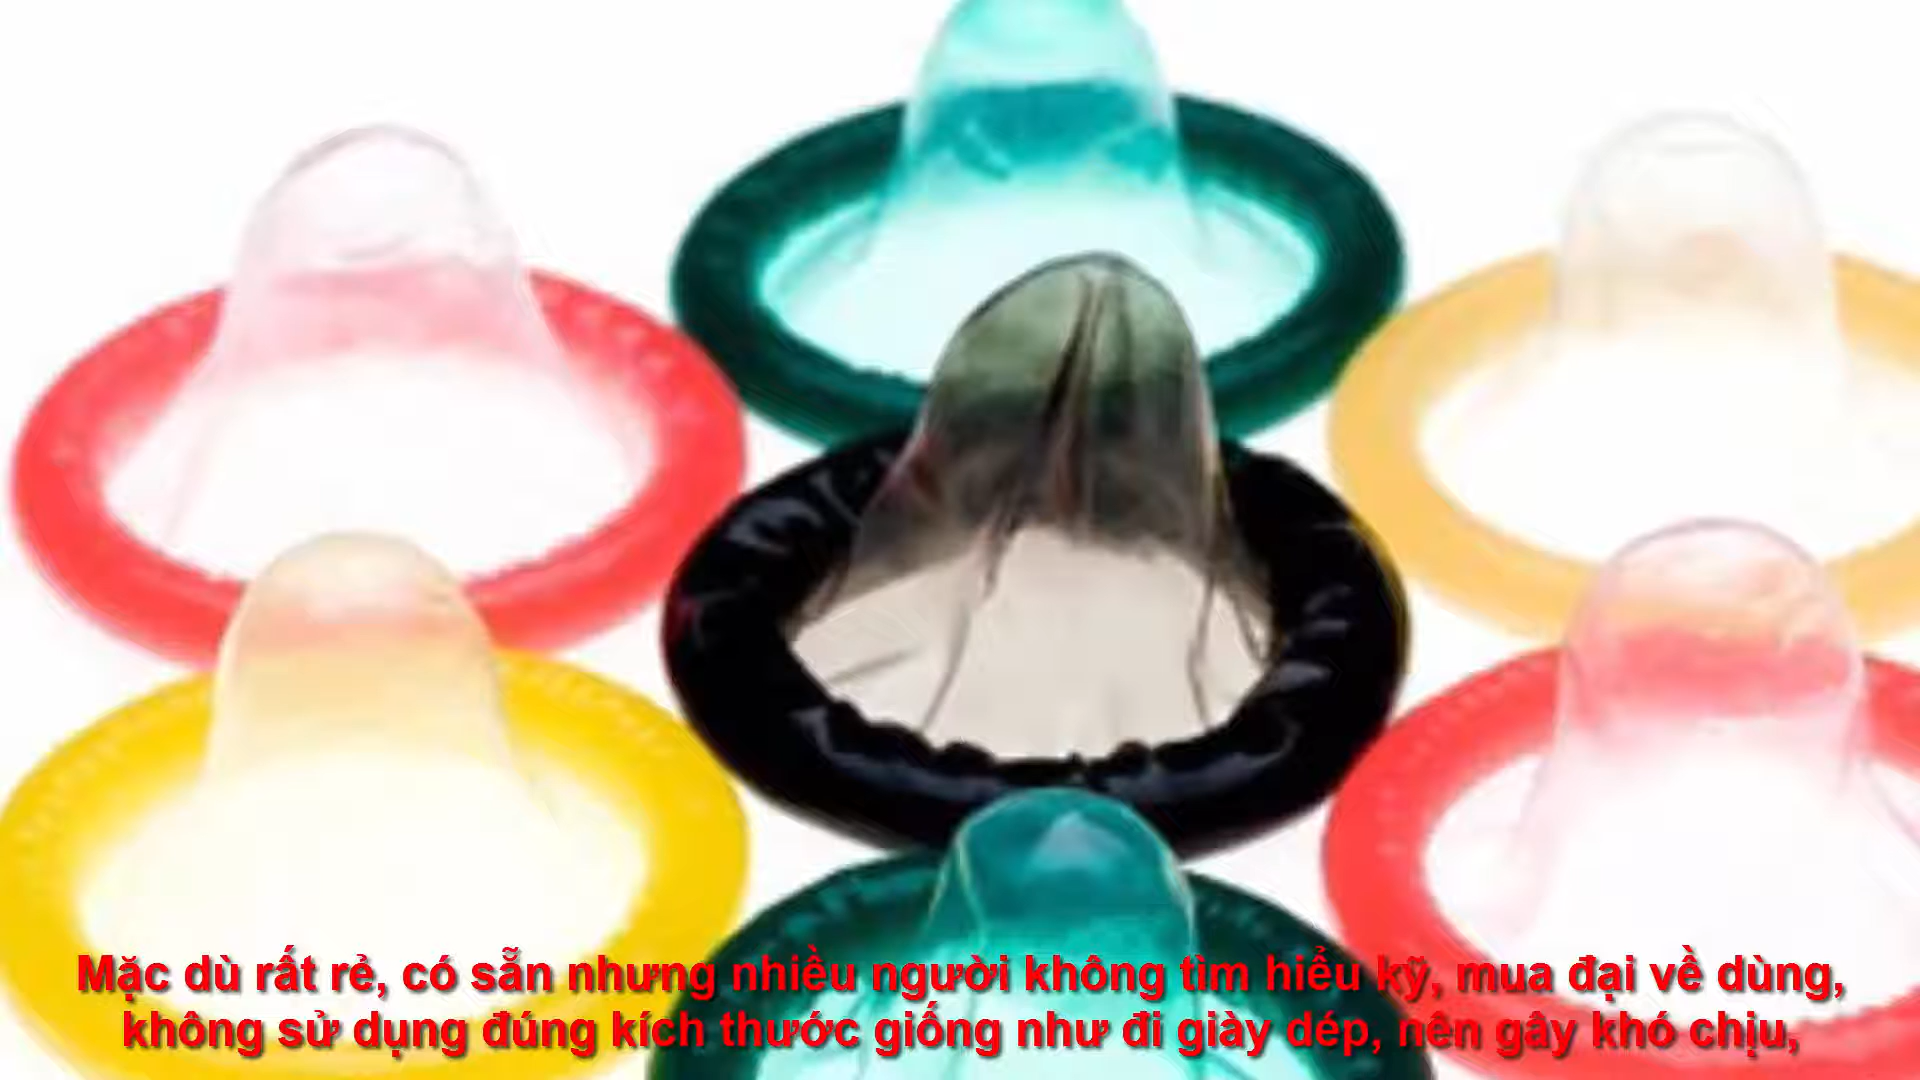 Mặc dù rất rẻ, có sẵn nhưng nhiều người không tìm hiểu kỹ, mua đại về dùng,
không sử dụng đúng kích thước giống như đi giày dép, nên gây khó chịu,